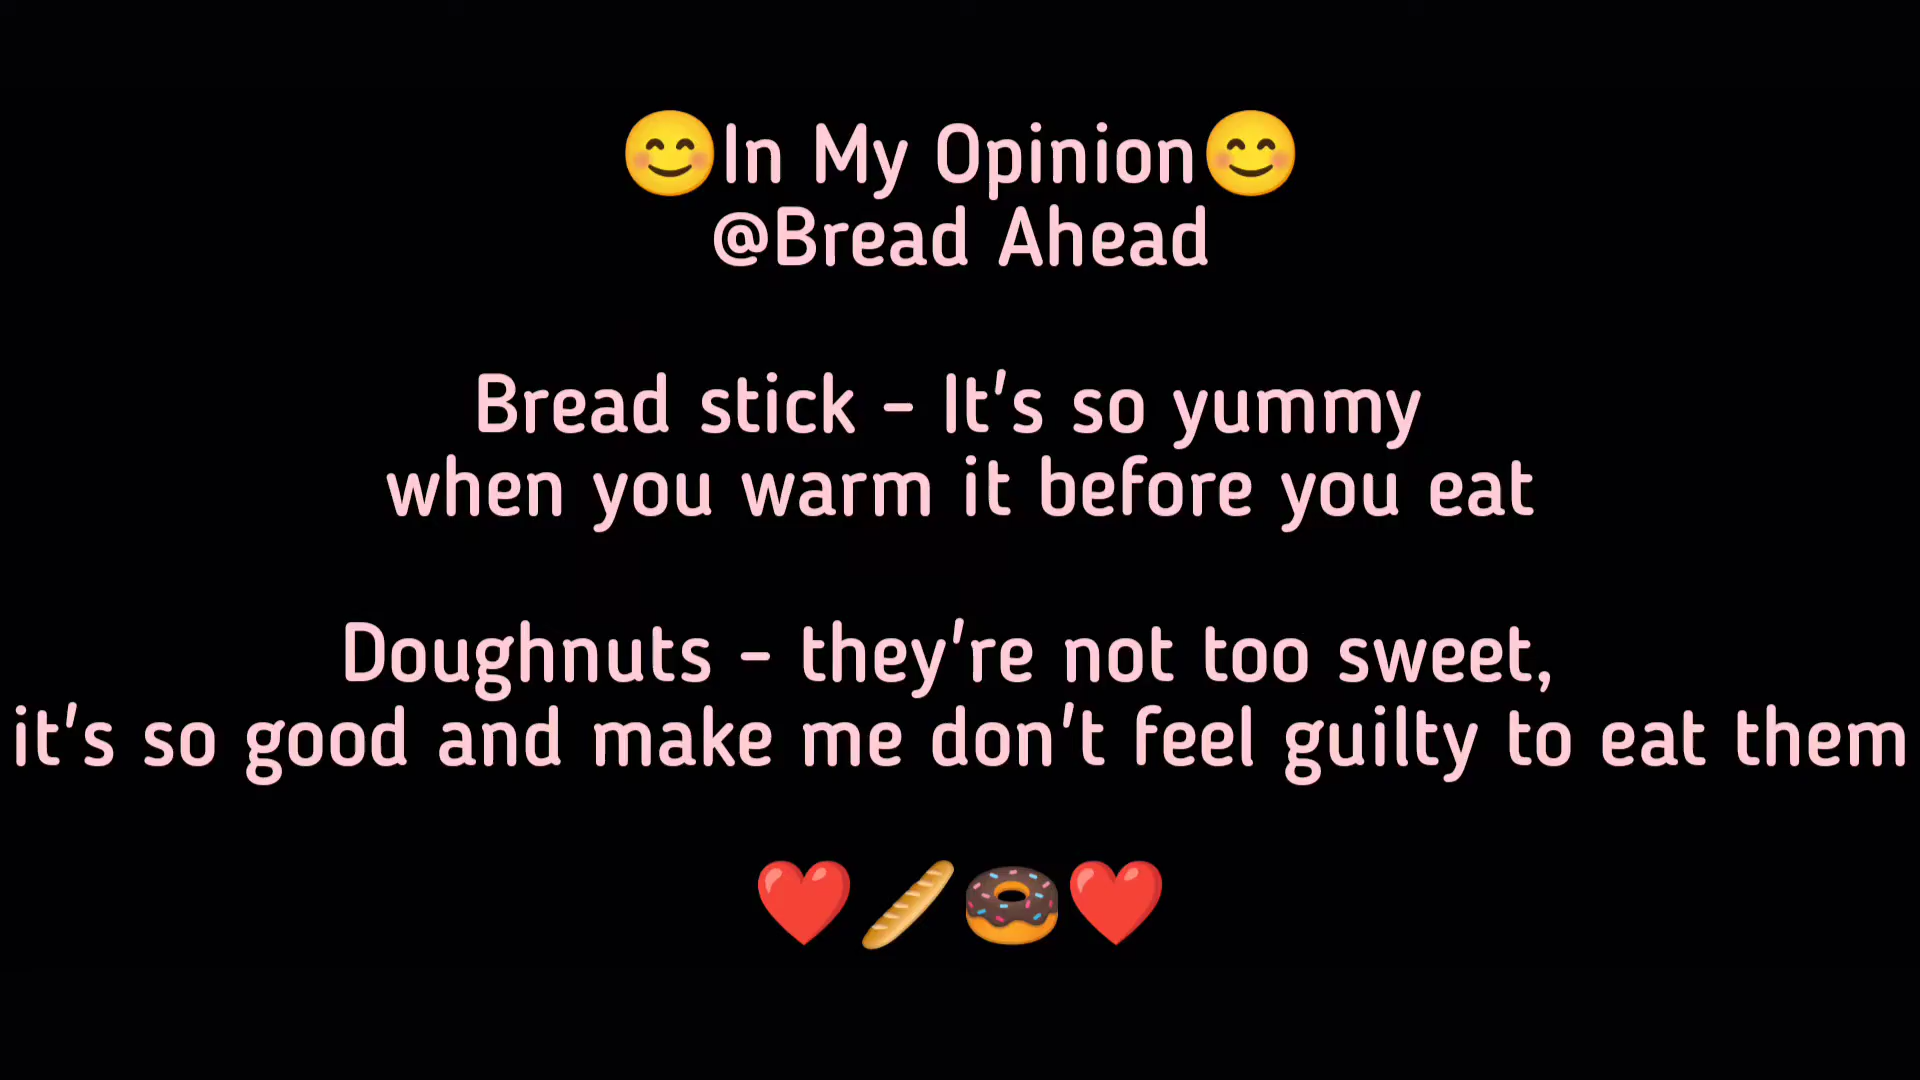 😊In My Opinion😊
@Bread Ahead
Bread stick - It's so yummy
when you warm it before you eat
Doughnuts - they're not too sweet,
it's so good and make me don't feel guilty to eat them
❤️🥖🍩❤️